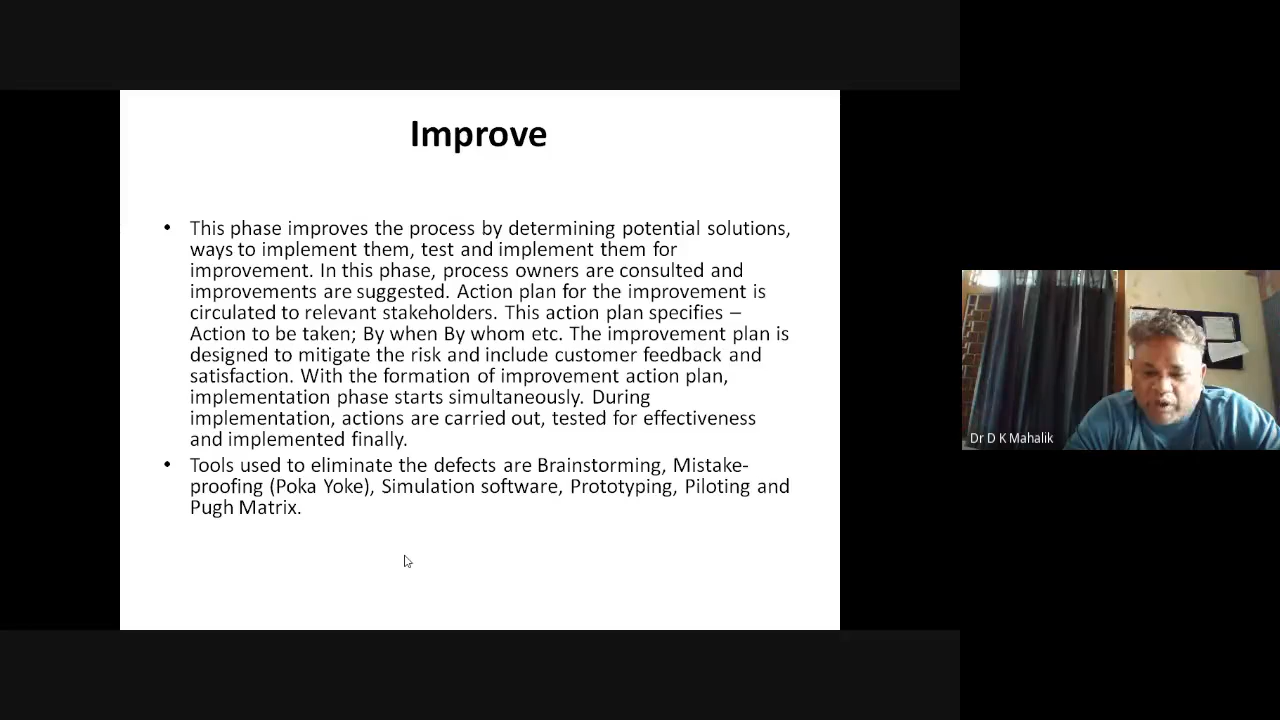 Improve
• This phase improves the process by determining potential solutions,
ways to implement them, test and implement them for
improvement. In this phase, process owners are consulted and
improvements are suggested. Action plan for the improvement is
circulated to relevant stakeholders. This action plan specifies –
Action to be taken; By when By whom etc. The improvement plan is
designed to mitigate the risk and include customer feedback and
satisfaction. With the formation of improvement action plan,
implementation phase starts simultaneously. During
implementation, actions are carried out, tested for effectiveness
and implemented finally.
• Tools used to eliminate the defects are Brainstorming, Mistake-
proofing (Poka Yoke), Simulation software, Prototyping, Piloting and
Pugh Matrix.
Dr D K Mahalik